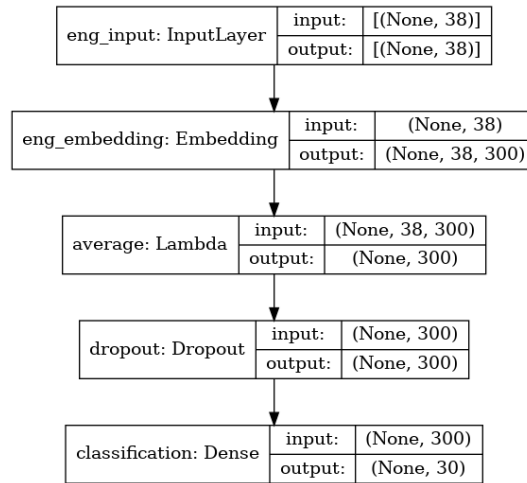 eng_input: InputLayer
input:
[(None, 38)]
output:
[(None, 38)]
eng_embedding: Embedding
input:
(None, 38)
output:
(None, 38, 300)
average: Lambda
input:
(None, 38, 300)
output:
(None, 300)
dropout: Dropout
input:
(None, 300)
output:
(None, 300)
classification: Dense
input:
(None, 300)
output:
(None, 30)